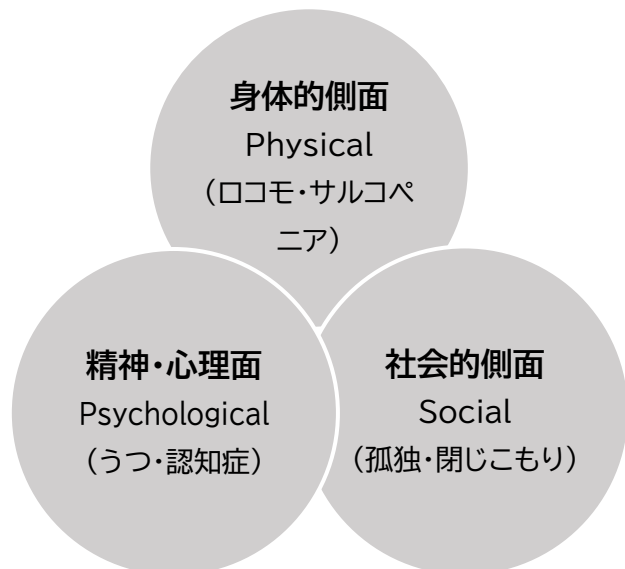 身体的側面
Physical
（ロコモ・サルコペ
ニア）
精神・心理面
Psychological
（うつ・認知症）
社会的側面
Social
（孤独・閉じこもり）